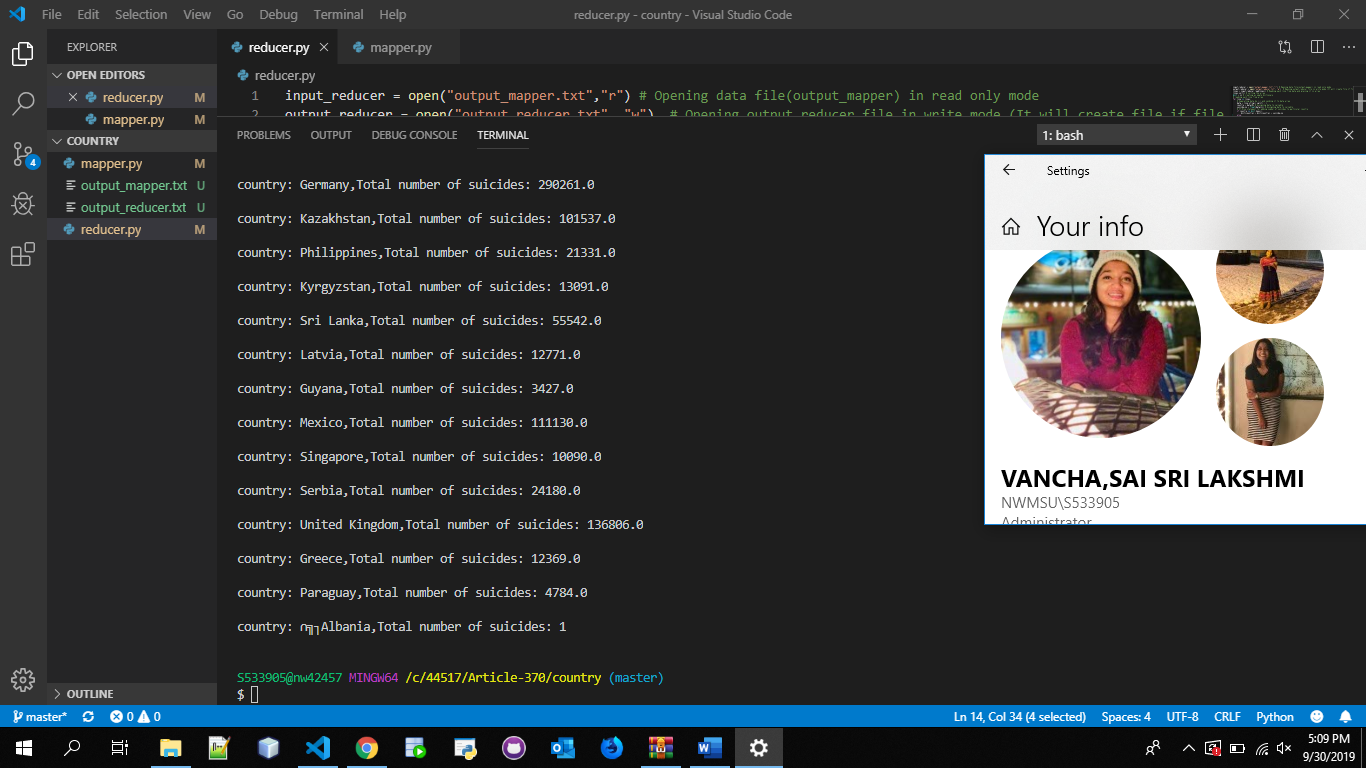 File Edit Selection View Go Debug Terminal Help
reducer.py - country - Visual Studio Code
EXPLORER
OPEN EDITORS
reducer.py M
mapper.py M
COUNTRY
mapper.py M
output_mapper.txt U
output_reducer.txt U
reducer.py M
OUTLINE
4
reducer.py
mapper.py
reducer.py
1 input_reducer = open("output_mapper.txt","r") # Opening data file(output_mapper) in read only mode
2 output_reducer = open("output_reducer.txt", "w") # Opening output_reducer file in write mode (It will create file if file
PROBLEMS OUTPUT DEBUG CONSOLE TERMINAL
1: bash
country: Germany,Total number of suicides: 290261.0
country: Kazakhstan,Total number of suicides: 101537.0
country: Philippines,Total number of suicides: 21331.0
country: Kyrgyzstan,Total number of suicides: 13091.0
country: Sri Lanka,Total number of suicides: 55542.0
country: Latvia,Total number of suicides: 12771.0
country: Guyana,Total number of suicides: 3427.0
country: Mexico,Total number of suicides: 111130.0
country: Singapore,Total number of suicides: 10090.0
country: Serbia,Total number of suicides: 24180.0
country: United Kingdom,Total number of suicides: 136806.0
country: Greece,Total number of suicides: 12369.0
country: Paraguay,Total number of suicides: 4784.0
country: ∩╗┐Albania,Total number of suicides: 1
S533905@nw42457 MINGW64 /c/44517/Article-370/country (master)
$
Settings
Your info
VANCHA,SAI SRI LAKSHMI
NWMSU\S533905
Administrator
master* 0 0
Ln 14, Col 34 (4 selected) Spaces: 4 UTF-8 CRLF Python
5:09 PM
9/30/2019